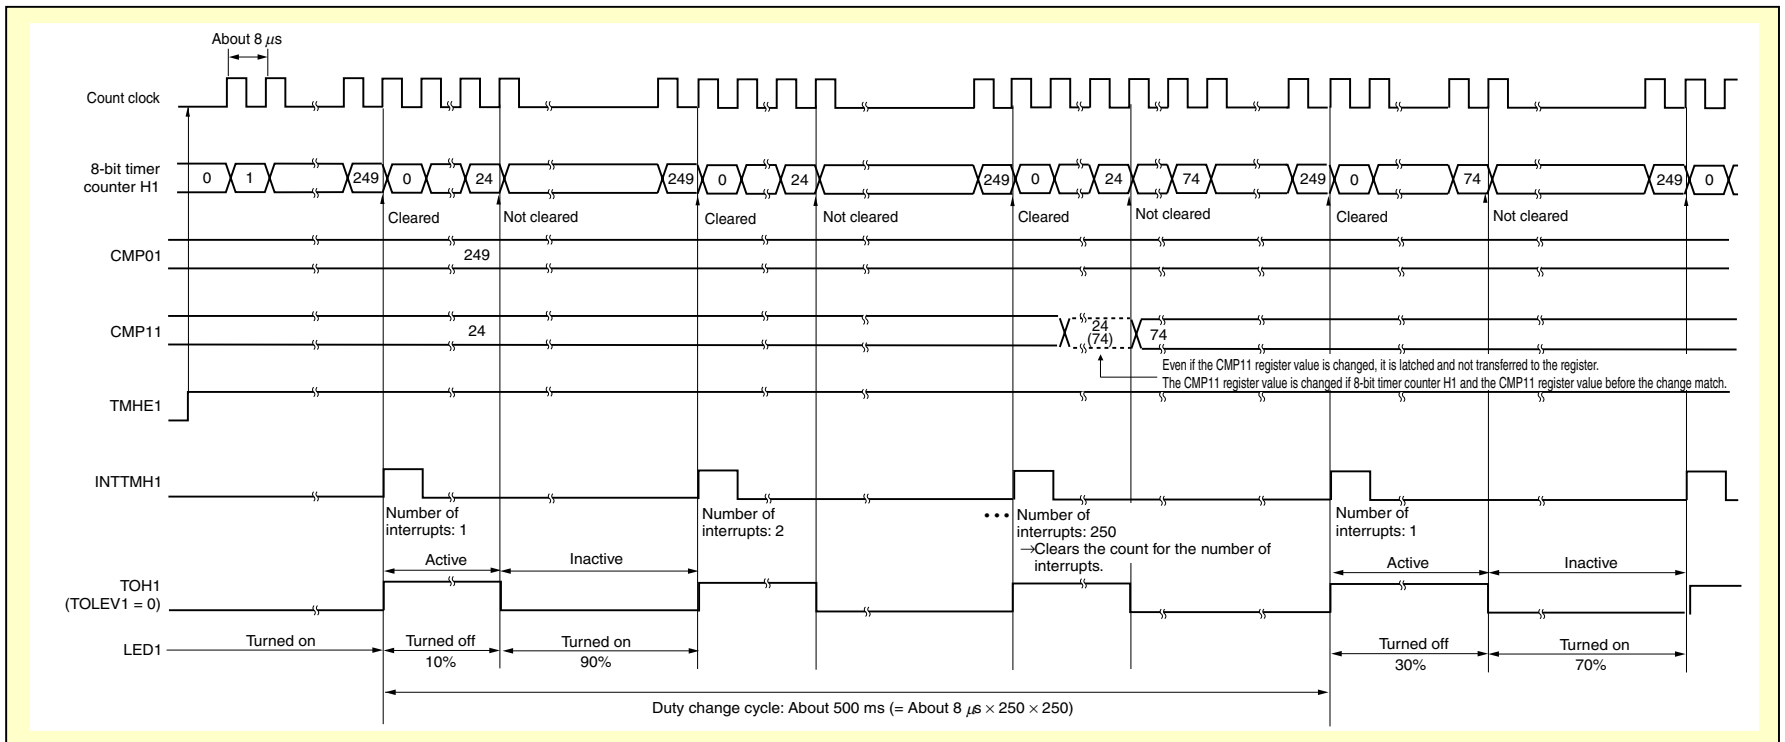 About 8 μs
Count clock
8-bit timer
counter H1
0 1 249 0 24 249 0 24 249 0 24 74 249 0 74 249 0
Cleared Not cleared Cleared Not cleared Cleared Not cleared Cleared Not cleared
CMP01 249
CMP11 24 24 74
(74)
Even if the CMP11 register value is changed, it is latched and not transferred to the register.
The CMP11 register value is changed if 8-bit timer counter H1 and the CMP11 register value before the change match.
TMHE1
INTTMH1
Number of
interrupts: 1
Number of
interrupts: 2
••• Number of
interrupts: 250
→Clears the count for the number of
interrupts.
Number of
interrupts: 1
Active Inactive Active Inactive
TOH1
(TOLEV1 = 0)
LED1 Turned on Turned off Turned on Turned off Turned on
10% 90% 30% 70%
Duty change cycle: About 500 ms (= About 8 μs × 250 × 250)